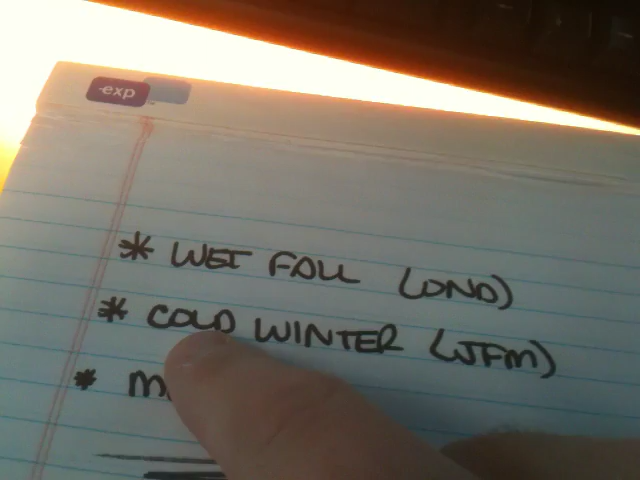 exp
* WET FALL (OND)
* COLD WINTER (JFM)
*